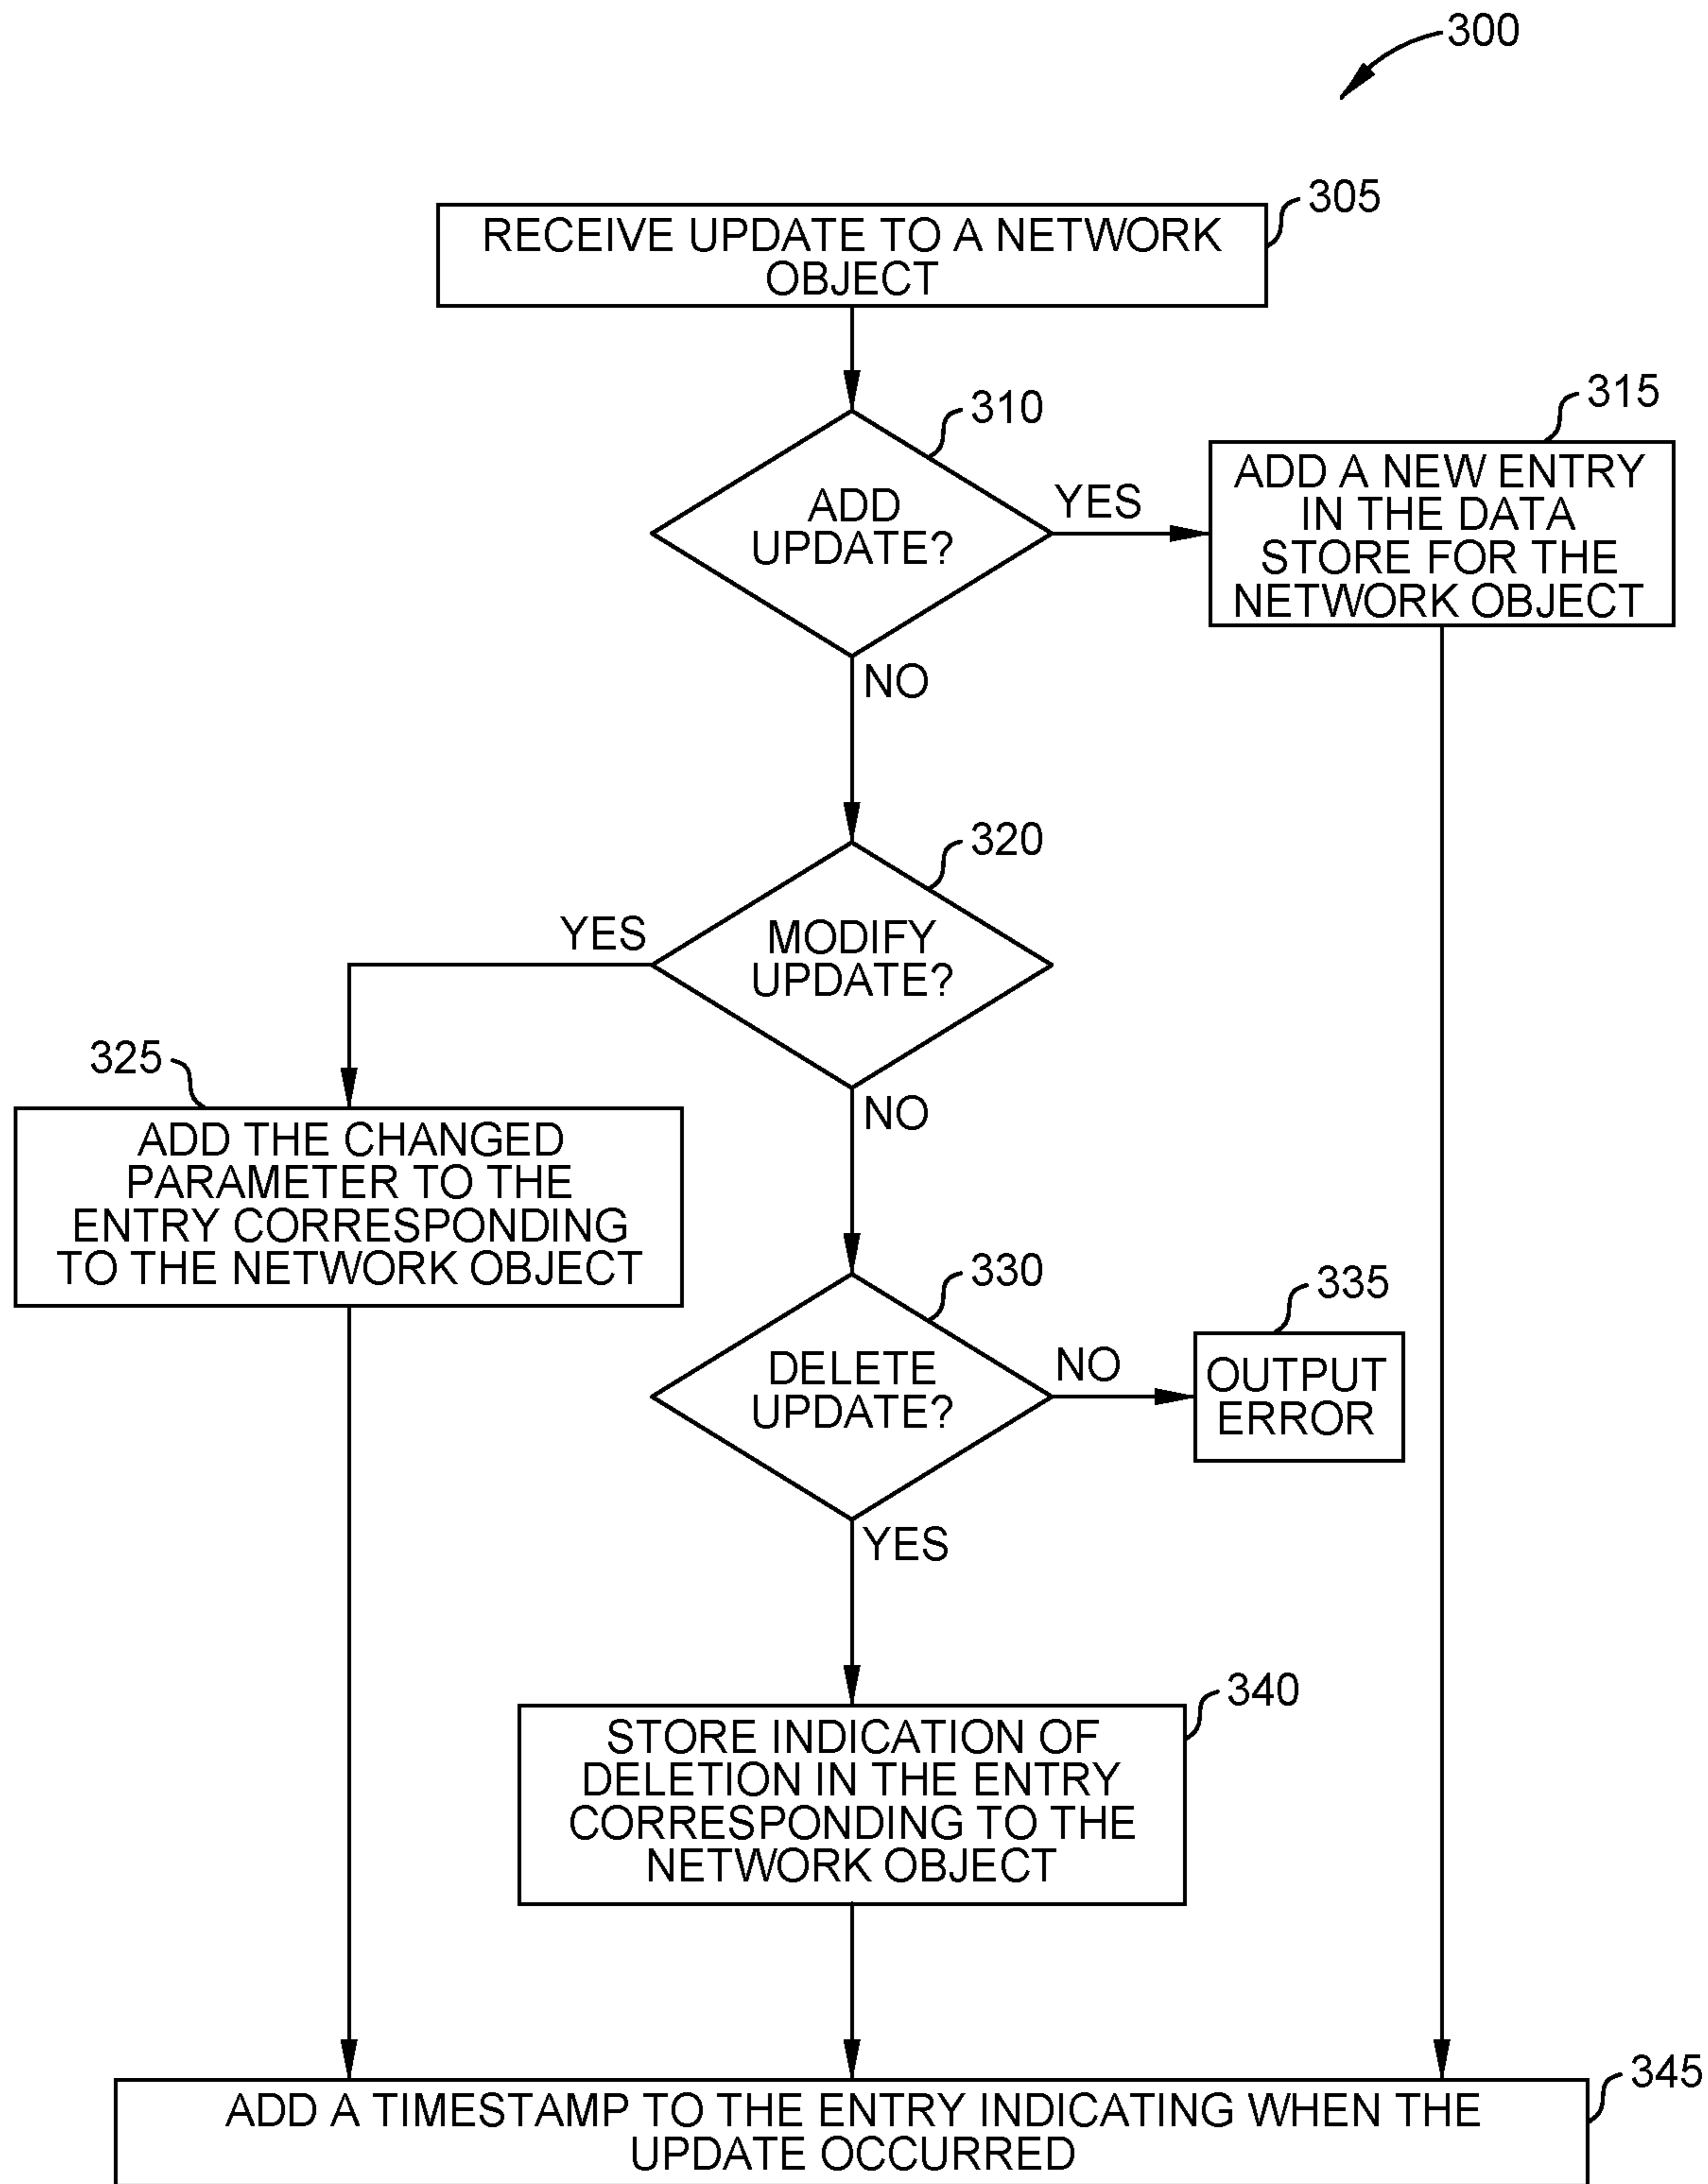 300
305
RECEIVE UPDATE TO A NETWORK
OBJECT
310
ADD
UPDATE?
YES
315
ADD A NEW ENTRY
IN THE DATA
STORE FOR THE
NETWORK OBJECT
NO
320
MODIFY
UPDATE?
YES
325
ADD THE CHANGED
PARAMETER TO THE
ENTRY CORRESPONDING
TO THE NETWORK OBJECT
NO
330
DELETE
UPDATE?
NO
335
OUTPUT
ERROR
YES
340
STORE INDICATION OF
DELETION IN THE ENTRY
CORRESPONDING TO THE
NETWORK OBJECT
345
ADD A TIMESTAMP TO THE ENTRY INDICATING WHEN THE
UPDATE OCCURRED